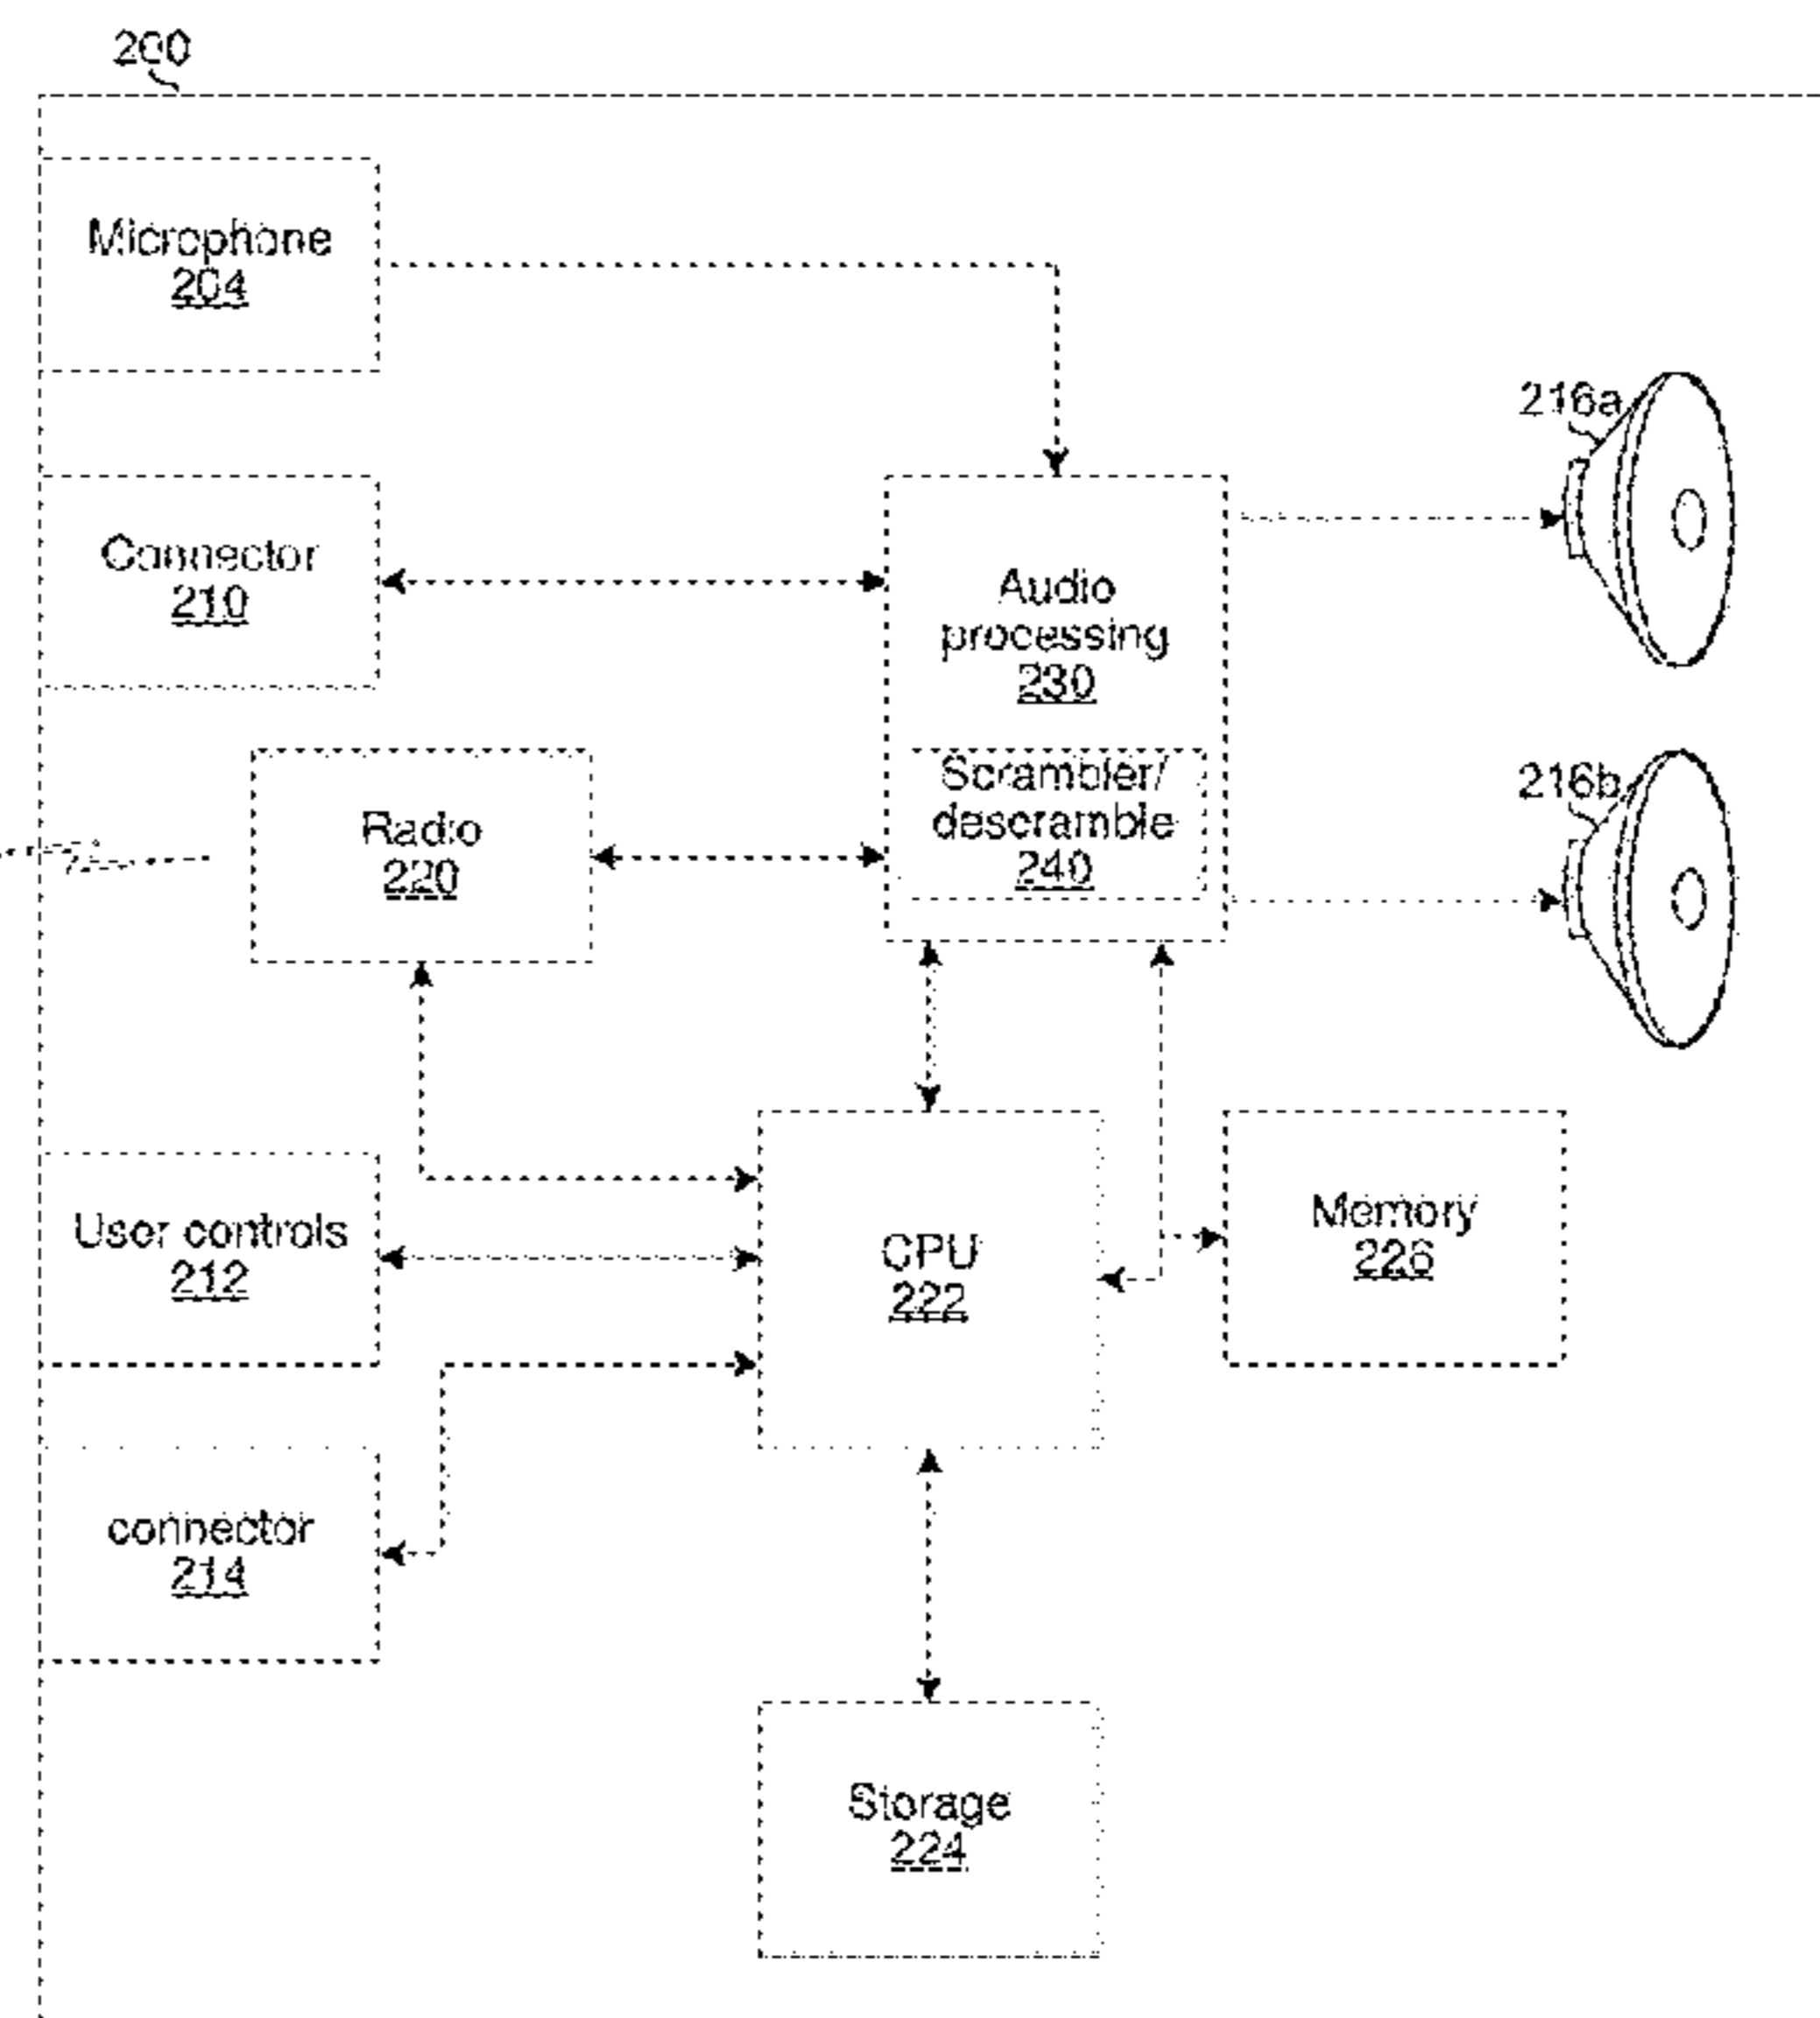 200
Microphone
204
216a
Connector
210
Audio
processing
230
Scrambler/
descramble
240
216b
Radio
220
User controls
212
CPU
222
Memory
226
connector
214
Storage
224